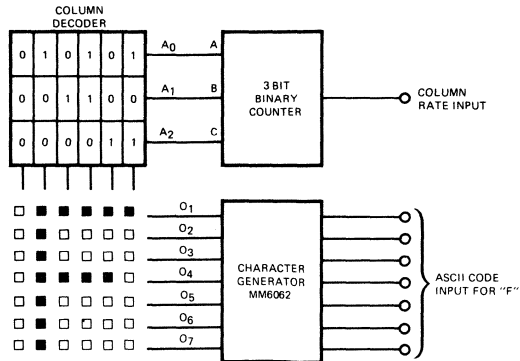 COLUMN
DECODER
0 1 0 1 0 1
0 0 1 1 0 0
0 0 0 0 1 1
A0 A
A1 B
A2 C
3 BIT
BINARY
COUNTER
COLUMN
RATE INPUT
O1
O2
O3
O4
O5
O6
O7
CHARACTER
GENERATOR
MM6062
ASCII CODE
INPUT FOR "F"